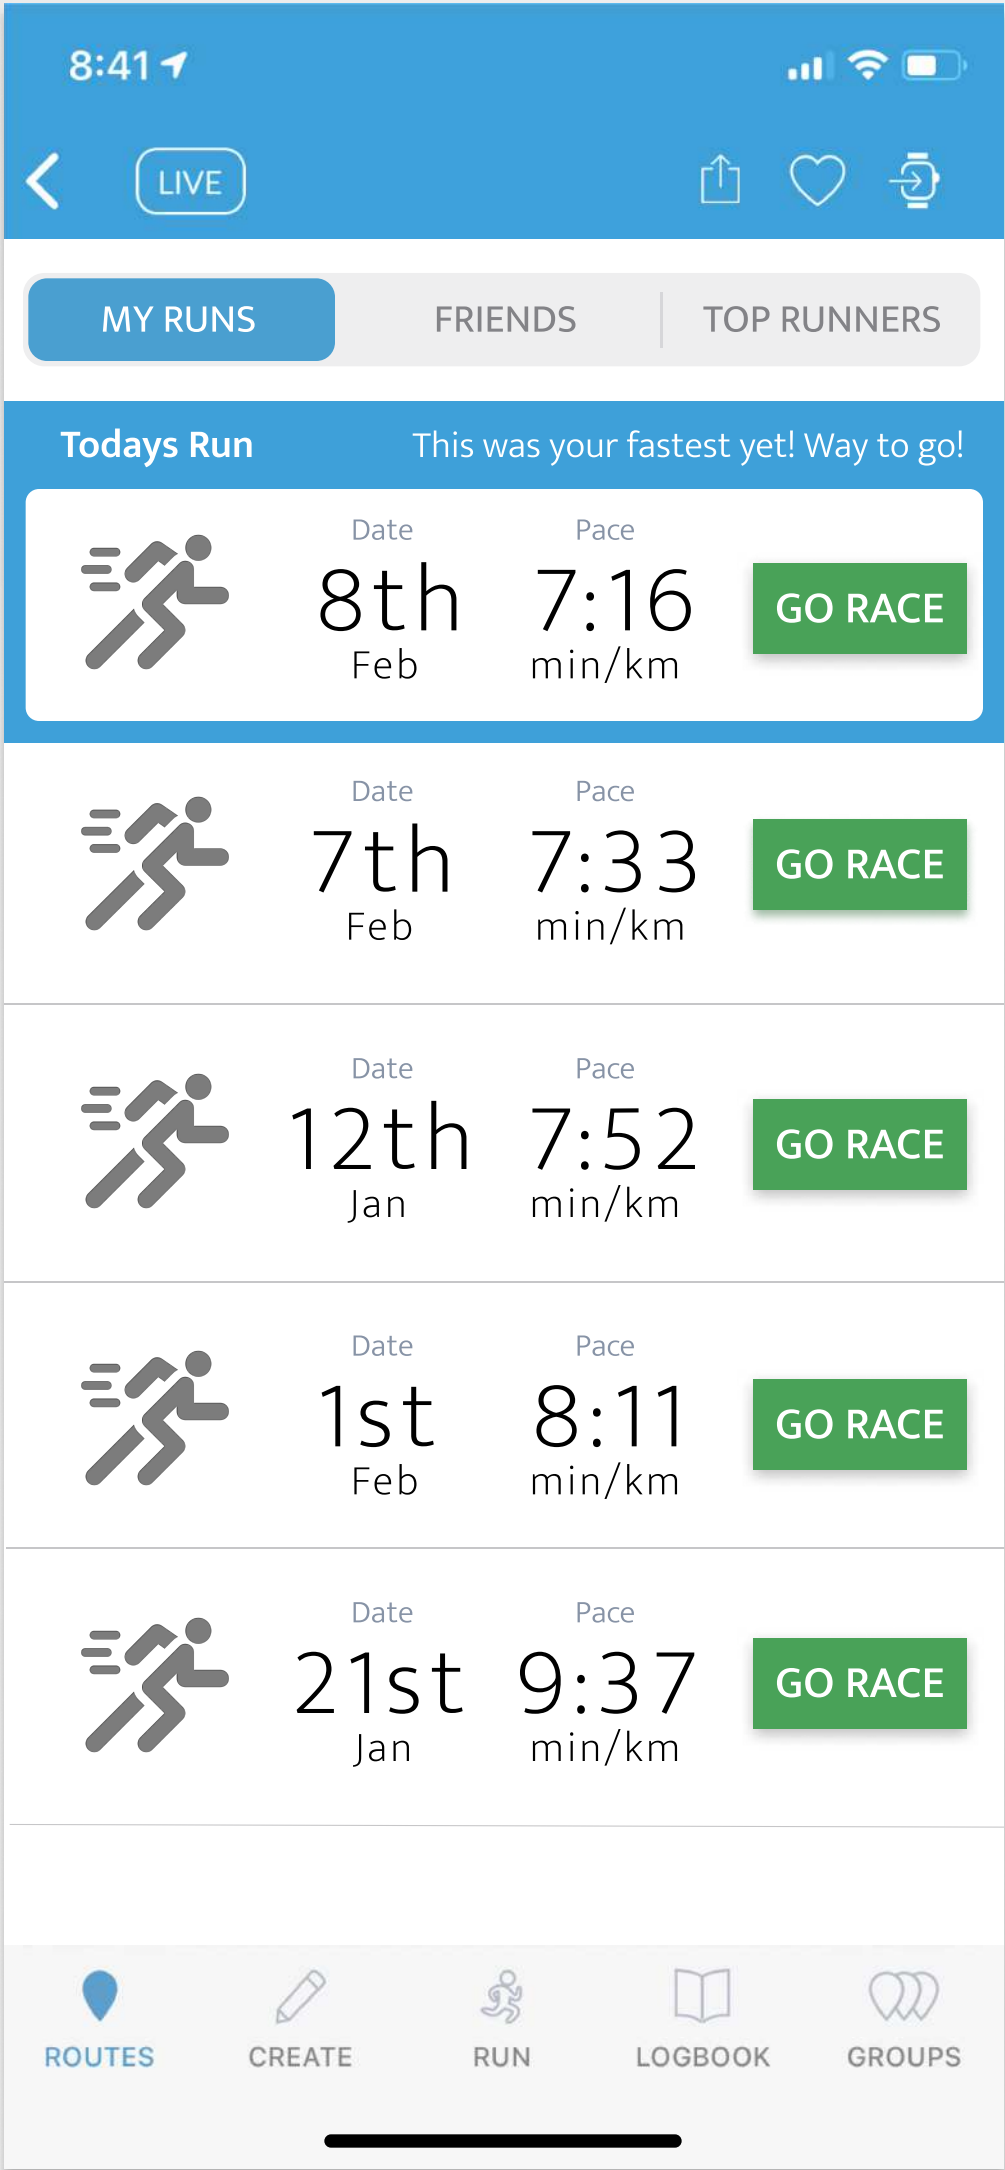 8:41
LIVE
MY RUNS FRIENDS TOP RUNNERS
Todays Run This was your fastest yet! Way to go!
Date Pace
8th 7:16 GO RACE
Feb min/km
Date Pace
7th 7:33 GO RACE
Feb min/km
Date Pace
12th 7:52 GO RACE
Jan min/km
Date Pace
1st 8:11 GO RACE
Feb min/km
Date Pace
21st 9:37 GO RACE
Jan min/km
ROUTES CREATE RUN LOGBOOK GROUPS